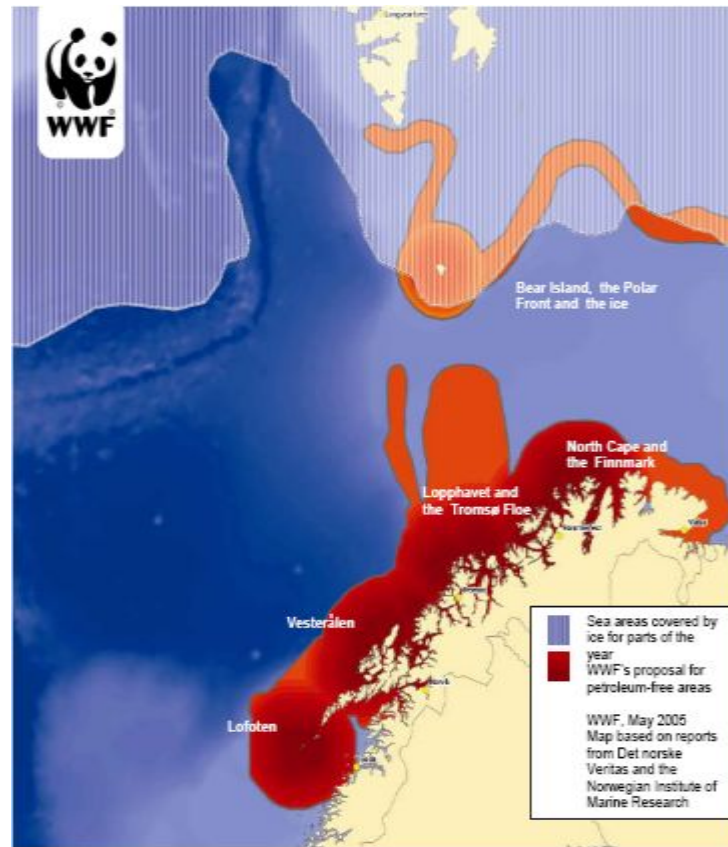 WWF
Bear Island, the Polar
Front and the ice
North Cape and
the Finnmark
Lopphavet and
the Tromsø Floe
Vesterålen
Lofoten
Sea areas covered by
ice for parts of the
year
WWF's proposal for
petroleum-free areas
WWF, May 2005
Map based on reports
from Det norske
Veritas and the
Norwegian Institute of
Marine Research